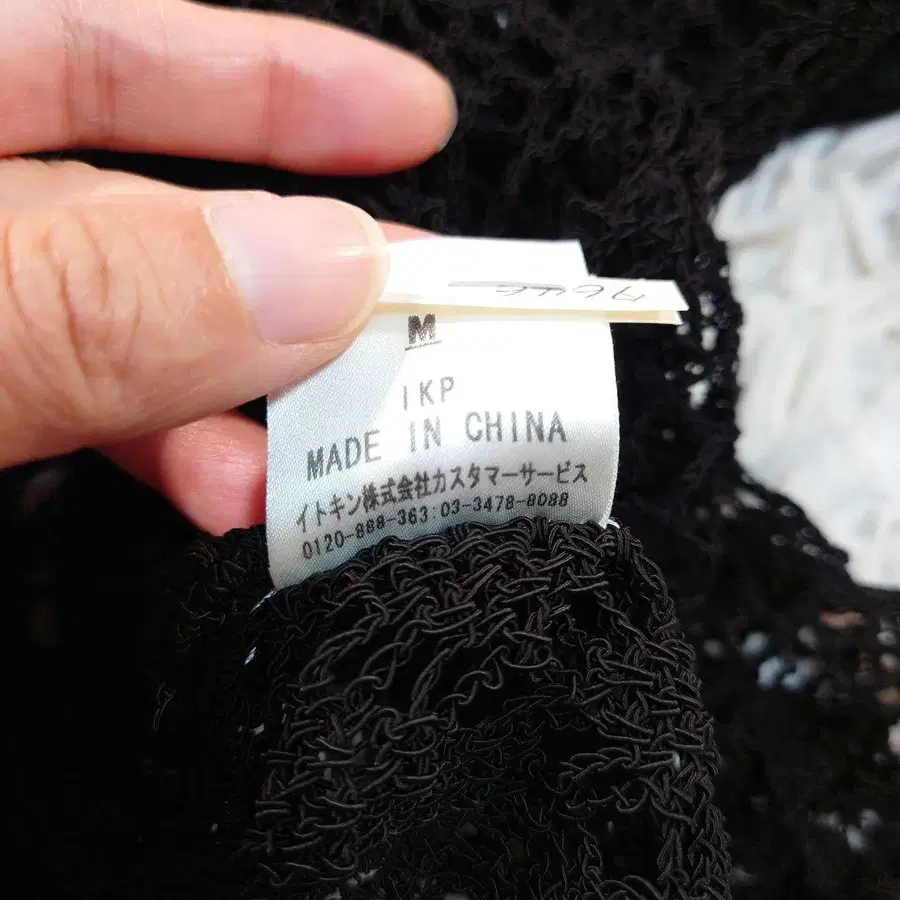 M
IKP
MADE IN CHINA
イトキン株式会社カスタマーサービス
0120-888-363:03-3478-8088